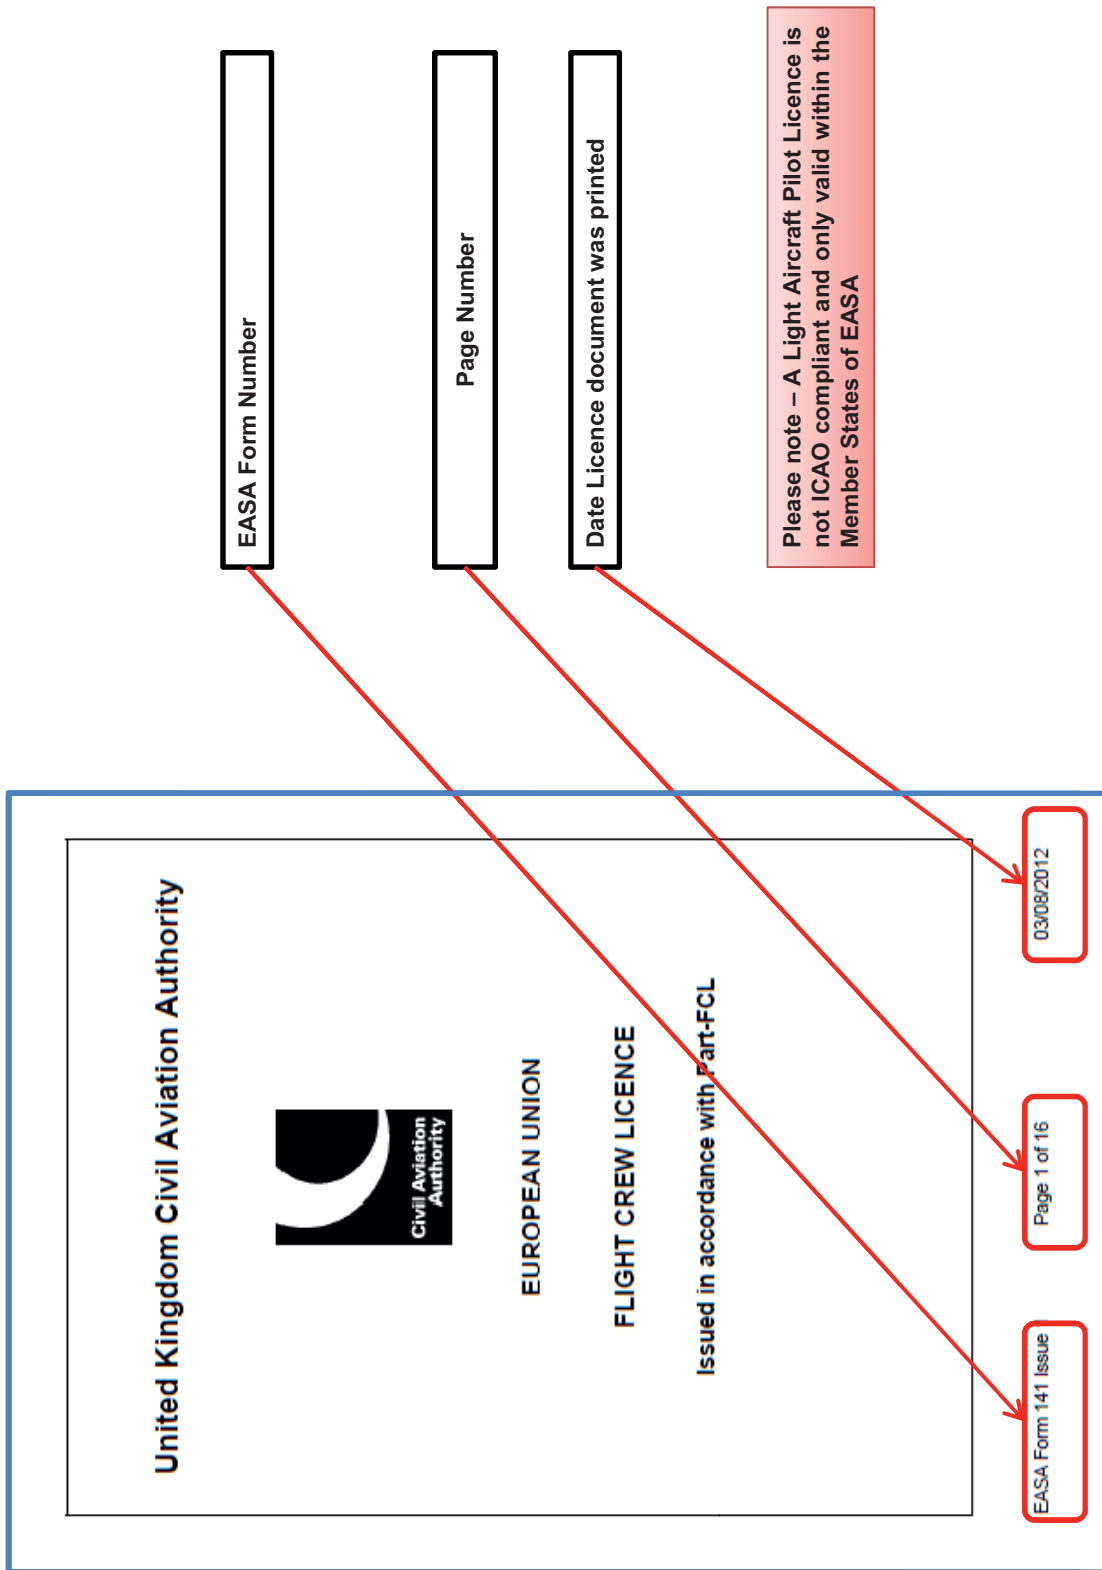 United Kingdom Civil Aviation Authority
Civil Aviation
Authority
EUROPEAN UNION
FLIGHT CREW LICENCE
Issued in accordance with Part-FCL
EASA Form 141 Issue
Page 1 of 16
03/08/2012
EASA Form Number
Page Number
Date Licence document was printed
Please note – A Light Aircraft Pilot Licence is
not ICAO compliant and only valid within the
Member States of EASA